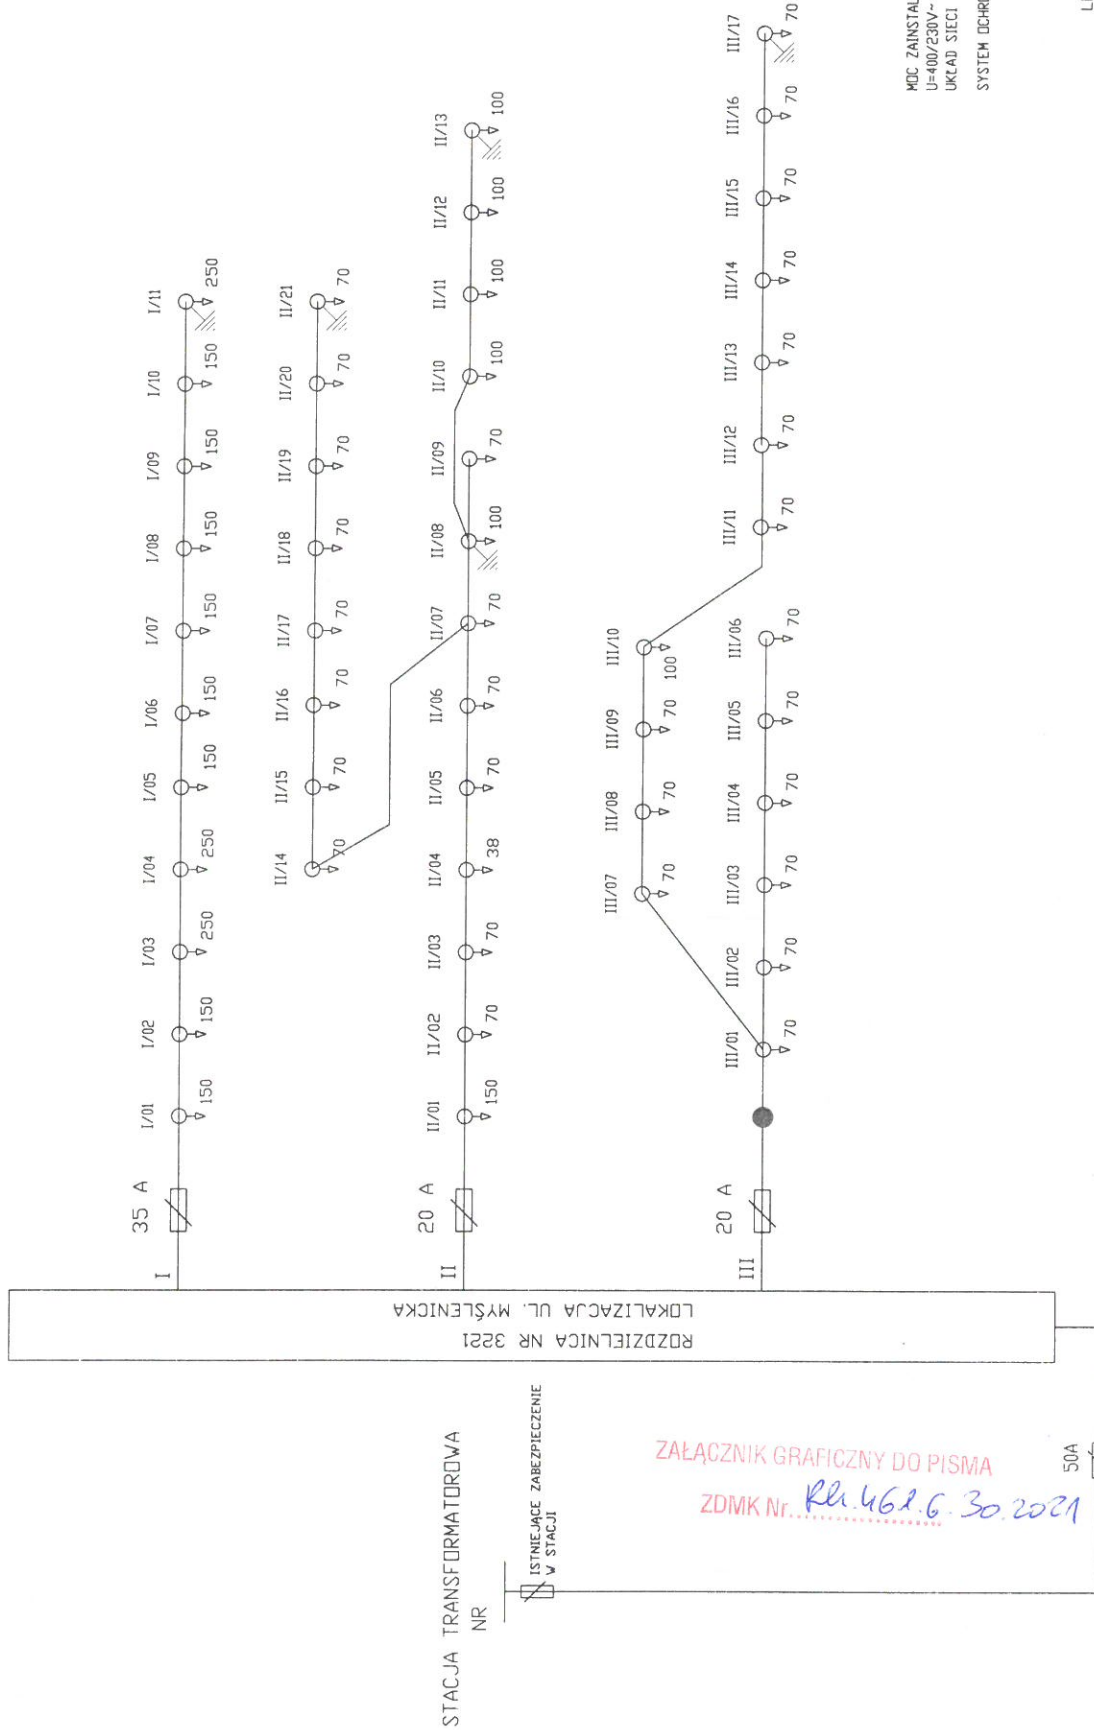 I/01 I/02 I/03 I/04 I/05 I/06 I/07 I/08 I/09 I/10 I/11
35 A
I
150 150 250 250 150 150 150 150 150 150 250
II/14 II/15 II/16 II/17 II/18 II/19 II/20 II/21
70 70 70 70 70 70 70 70
II/01 II/02 II/03 II/04 II/05 II/06 II/07 II/08 II/09 II/10 II/11 II/12 II/13
20 A
II
150 70 70 38 70 70 70 100 70 100 100 100 100
III/07 III/08 III/09 III/10
70 70 70 100
III/01 III/02 III/03 III/04 III/05 III/06
20 A
III
70 70 70 70 70 70
III/11 III/12 III/13 III/14 III/15 III/16 III/17
70 70 70 70 70 70 70
ROZDZIELNICA NR 3221
LOKALIZACJA UL. MYŚLENICKA
STACJA TRANSFORMATOROWA
NR
ISTNIEJĄCE ZABEZPIECZENIE
W STACJI
50A
U=400/230V~
UKŁAD SIECI
SYSTEM
ZAŁĄCZNIK GRAFICZNY DO PISMA
ZDMK Nr.